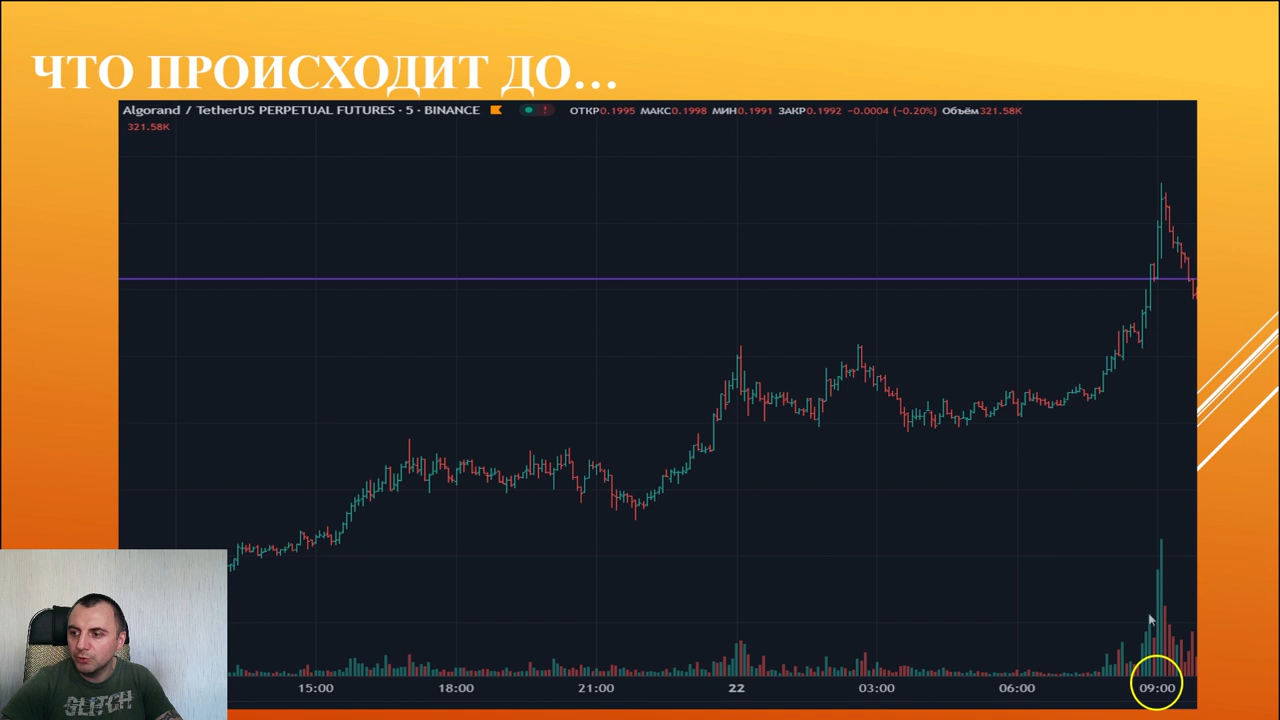 ЧТО ПРОИСХОДИТ ДО...
Algorand / TetherUS PERPETUAL FUTURES · 5 · BINANCE ОТКР0.1995 МАКС0.1998 МИН0.1991 ЗАКР0.1992 −0.0004 (−0.20%) Объём321.58K
321.58K
15:00 18:00 21:00 22 03:00 06:00 09:00
GLITCH